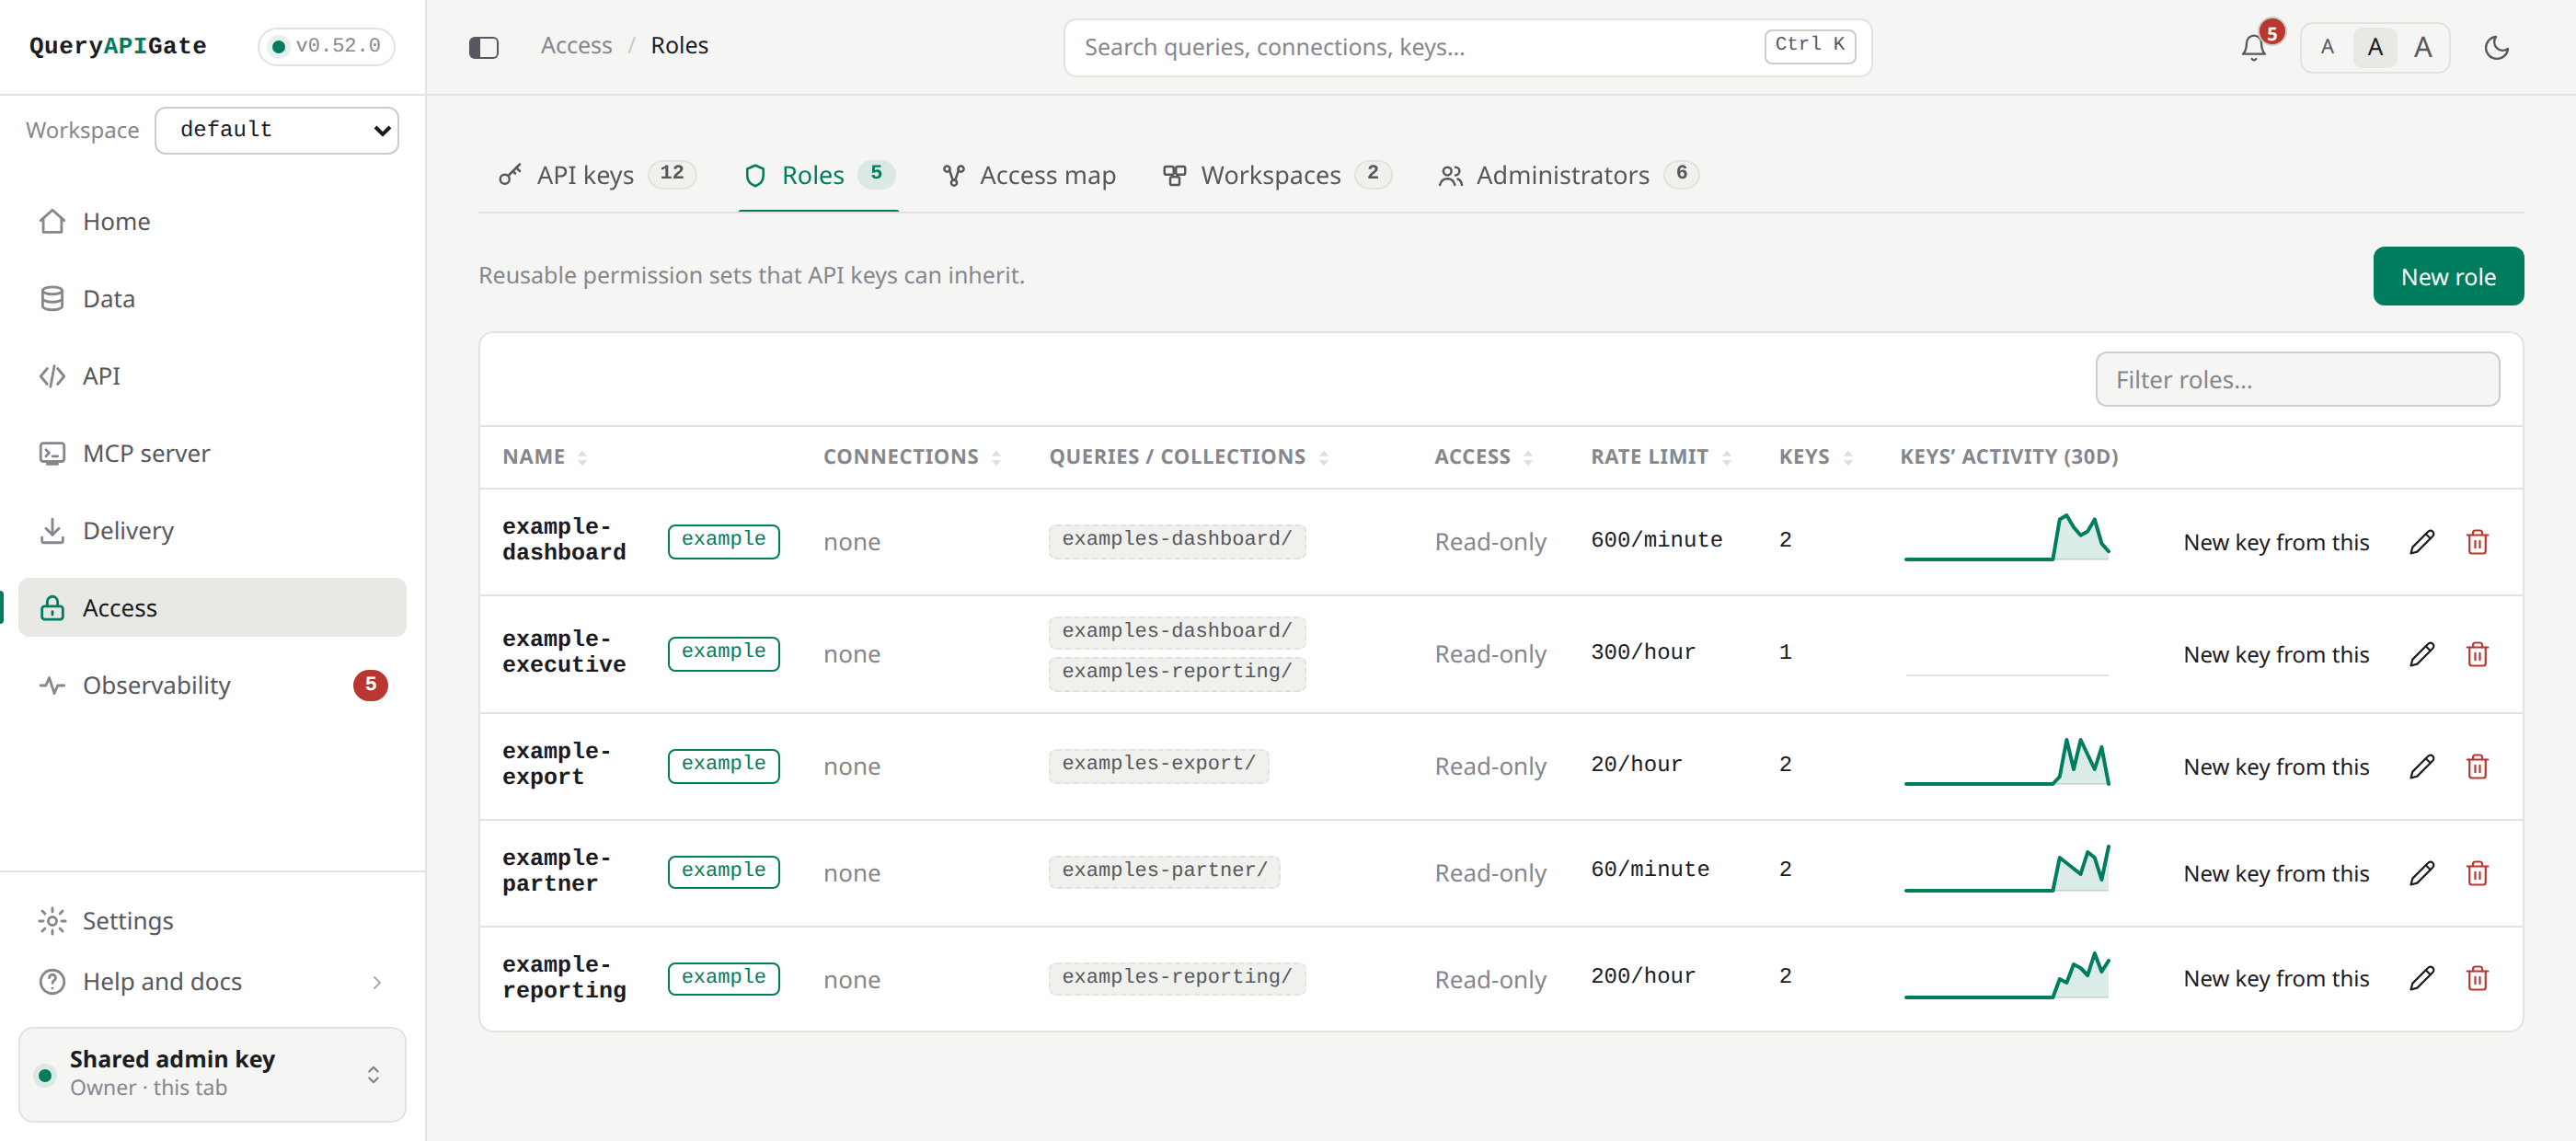 QueryAPIGate v0.52.0
Access / Roles
Search queries, connections, keys... Ctrl K
5
A A A
Workspace default
Home
Data
API
MCP server
Delivery
Access
Observability 5
Settings
Help and docs
Shared admin key
Owner · this tab
API keys 12 Roles 5 Access map Workspaces 2 Administrators 6
Reusable permission sets that API keys can inherit.
New role
Filter roles...
NAME CONNECTIONS QUERIES / COLLECTIONS ACCESS RATE LIMIT KEYS KEYS’ ACTIVITY (30D)
example-
dashboard example none examples-dashboard/ Read-only 600/minute 2 New key from this
example-
executive example none examples-dashboard/ Read-only 300/hour 1 New key from this
examples-reporting/
example-
export example none examples-export/ Read-only 20/hour 2 New key from this
example-
partner example none examples-partner/ Read-only 60/minute 2 New key from this
example-
reporting example none examples-reporting/ Read-only 200/hour 2 New key from this